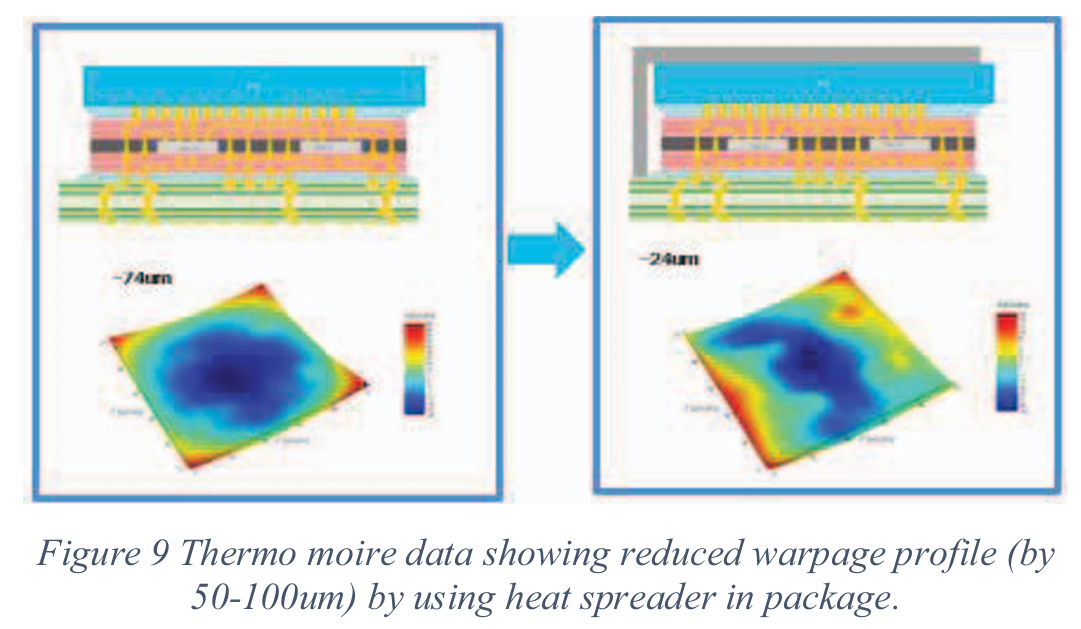 -74um
-24um
Figure 9 Thermo moire data showing reduced warpage profile (by
50-100um) by using heat spreader in package.